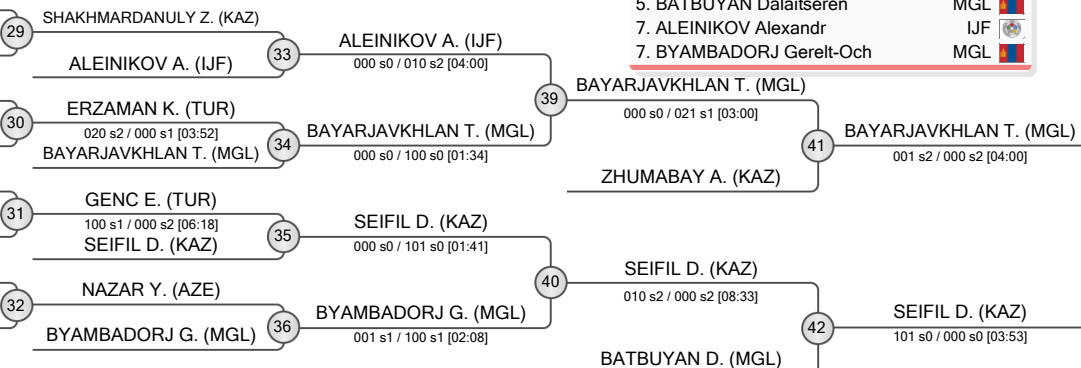 5. BATBUYAN Dalaitseren MGL
7. ALEINIKOV Alexandr IJF
7. BYAMBADORJ Gerelt-Och MGL
29
SHAKHMARDANULY Z. (KAZ)
ALEINIKOV A. (IJF)
33
ALEINIKOV A. (IJF)
000 s0 / 010 s2 [04:00]
30
ERZAMAN K. (TUR)
020 s2 / 000 s1 [03:52]
BAYARJAVKHLAN T. (MGL)
34
BAYARJAVKHLAN T. (MGL)
000 s0 / 100 s0 [01:34]
39
BAYARJAVKHLAN T. (MGL)
000 s0 / 021 s1 [03:00]
ZHUMABAY A. (KAZ)
41
BAYARJAVKHLAN T. (MGL)
001 s2 / 000 s2 [04:00]
31
GENC E. (TUR)
100 s1 / 000 s2 [06:18]
SEIFIL D. (KAZ)
35
SEIFIL D. (KAZ)
000 s0 / 101 s0 [01:41]
32
NAZAR Y. (AZE)
BYAMBADORJ G. (MGL)
36
BYAMBADORJ G. (MGL)
001 s1 / 100 s1 [02:08]
40
SEIFIL D. (KAZ)
010 s2 / 000 s2 [08:33]
BATBUYAN D. (MGL)
42
SEIFIL D. (KAZ)
101 s0 / 000 s0 [03:53]